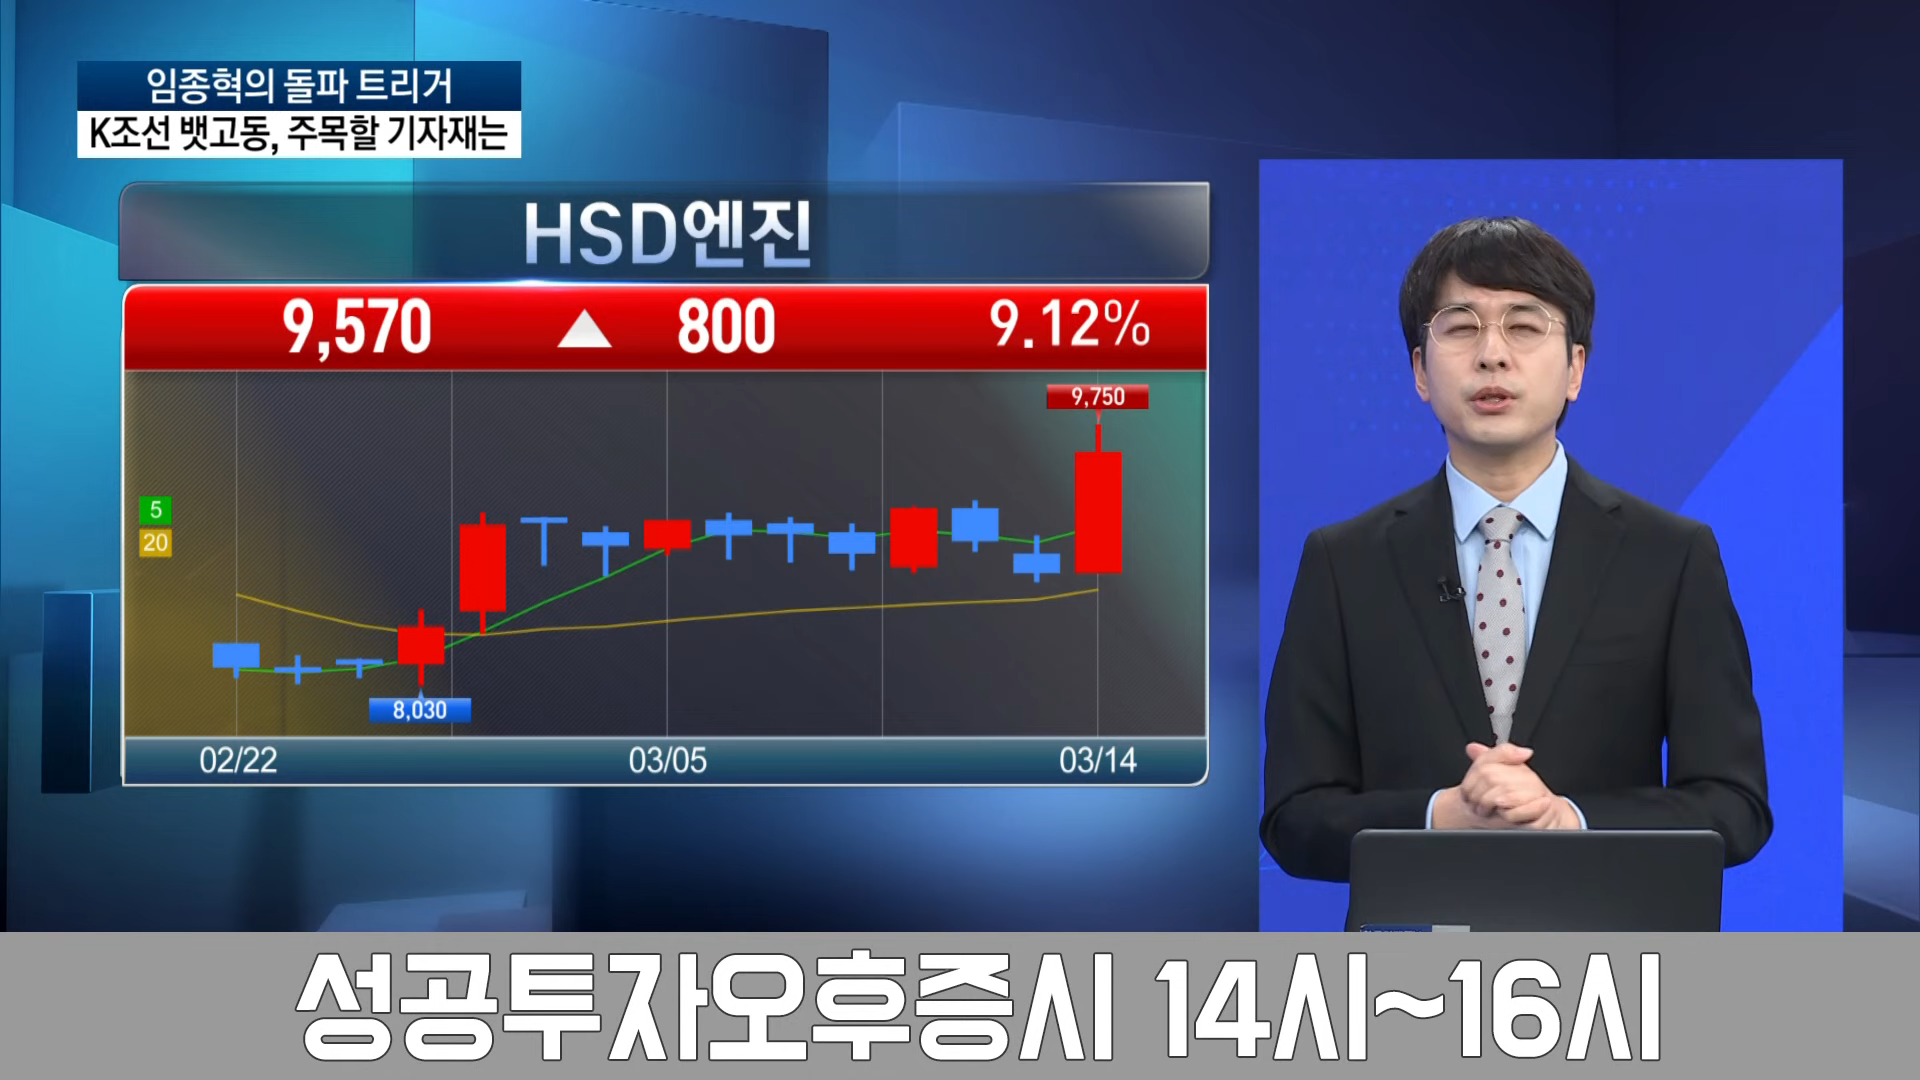 임종혁의 돌파 트리거
K조선 뱃고동, 주목할 기자재는
HSD엔진
9,570 ▲ 800 9.12%
9,750
5
20
8,030
02/22 03/05 03/14
성공투자오후증시 14시~16시